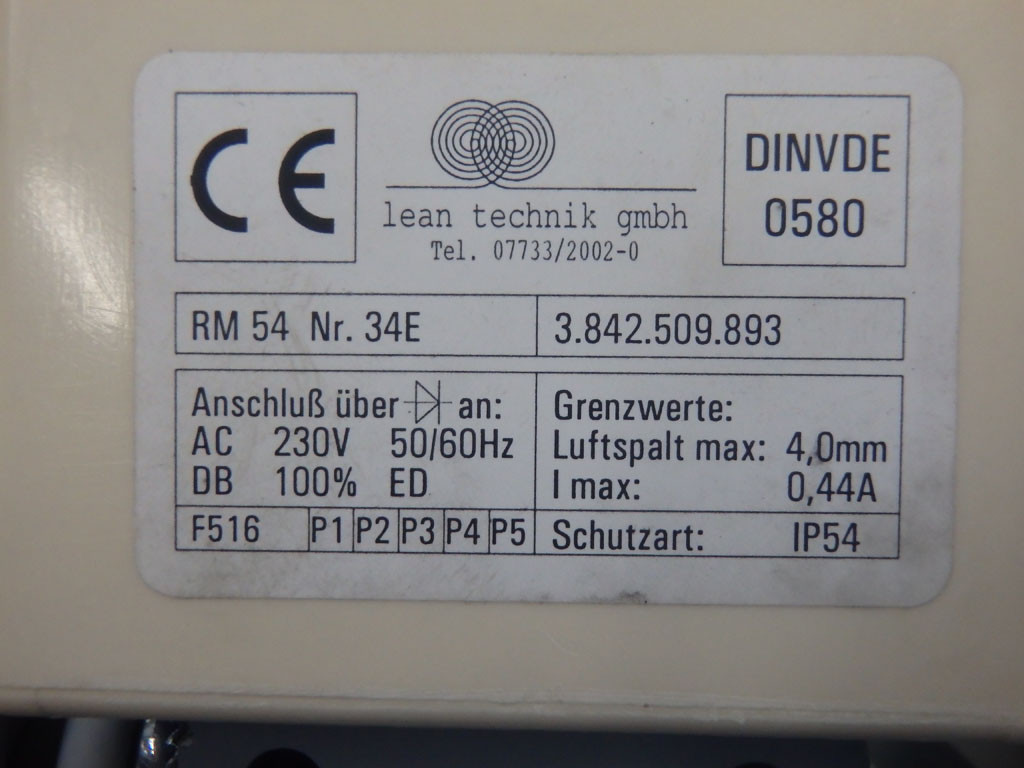 CE
lean technik gmbh
Tel. 07733/2002-0
DINVDE
0580
RM 54 Nr. 34E
3.842.509.893
Anschluß über an:
AC 230V 50/60Hz
DB 100% ED
F516 P1 P2 P3 P4 P5
Grenzwerte:
Luftspalt max: 4,0mm
I max: 0,44A
Schutzart: IP54